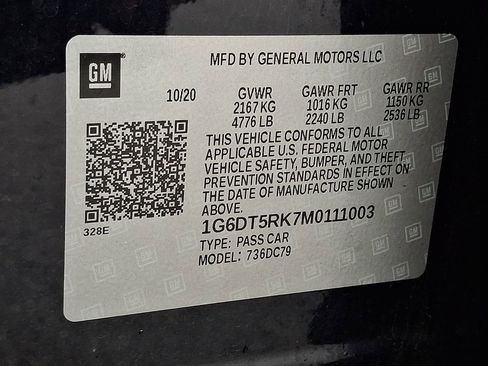 GM
MFD BY GENERAL MOTORS LLC
10/20 GVWR GAWR FRT GAWR RR
2167 KG 1016 KG 1150 KG
4776 LB 2240 LB 2536 LB
THIS VEHICLE CONFORMS TO ALL
APPLICABLE U.S. FEDERAL MOTOR
VEHICLE SAFETY, BUMPER, AND THEFT
PREVENTION STANDARDS IN EFFECT ON
THE DATE OF MANUFACTURE SHOWN
ABOVE.
328E
1G6DT5RK7M0111003
TYPE: PASS CAR
MODEL: 736DC79